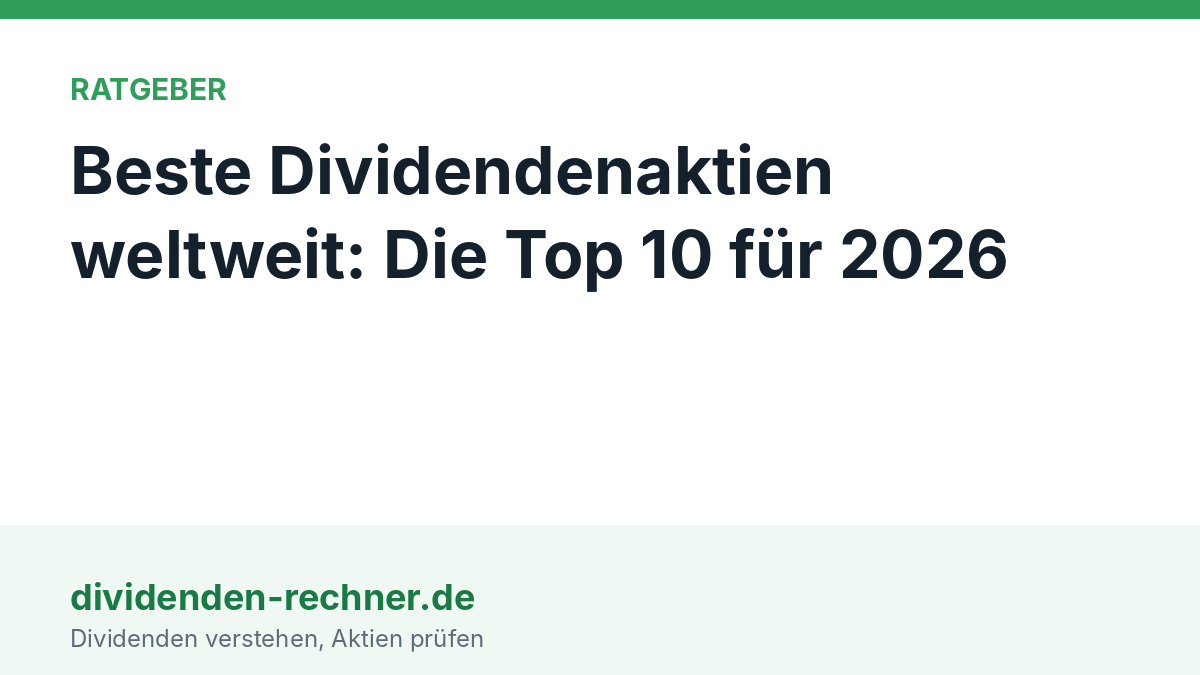 RATGEBER
Beste Dividendenaktien
weltweit: Die Top 10 für 2026
dividenden-rechner.de
Dividenden verstehen, Aktien prüfen